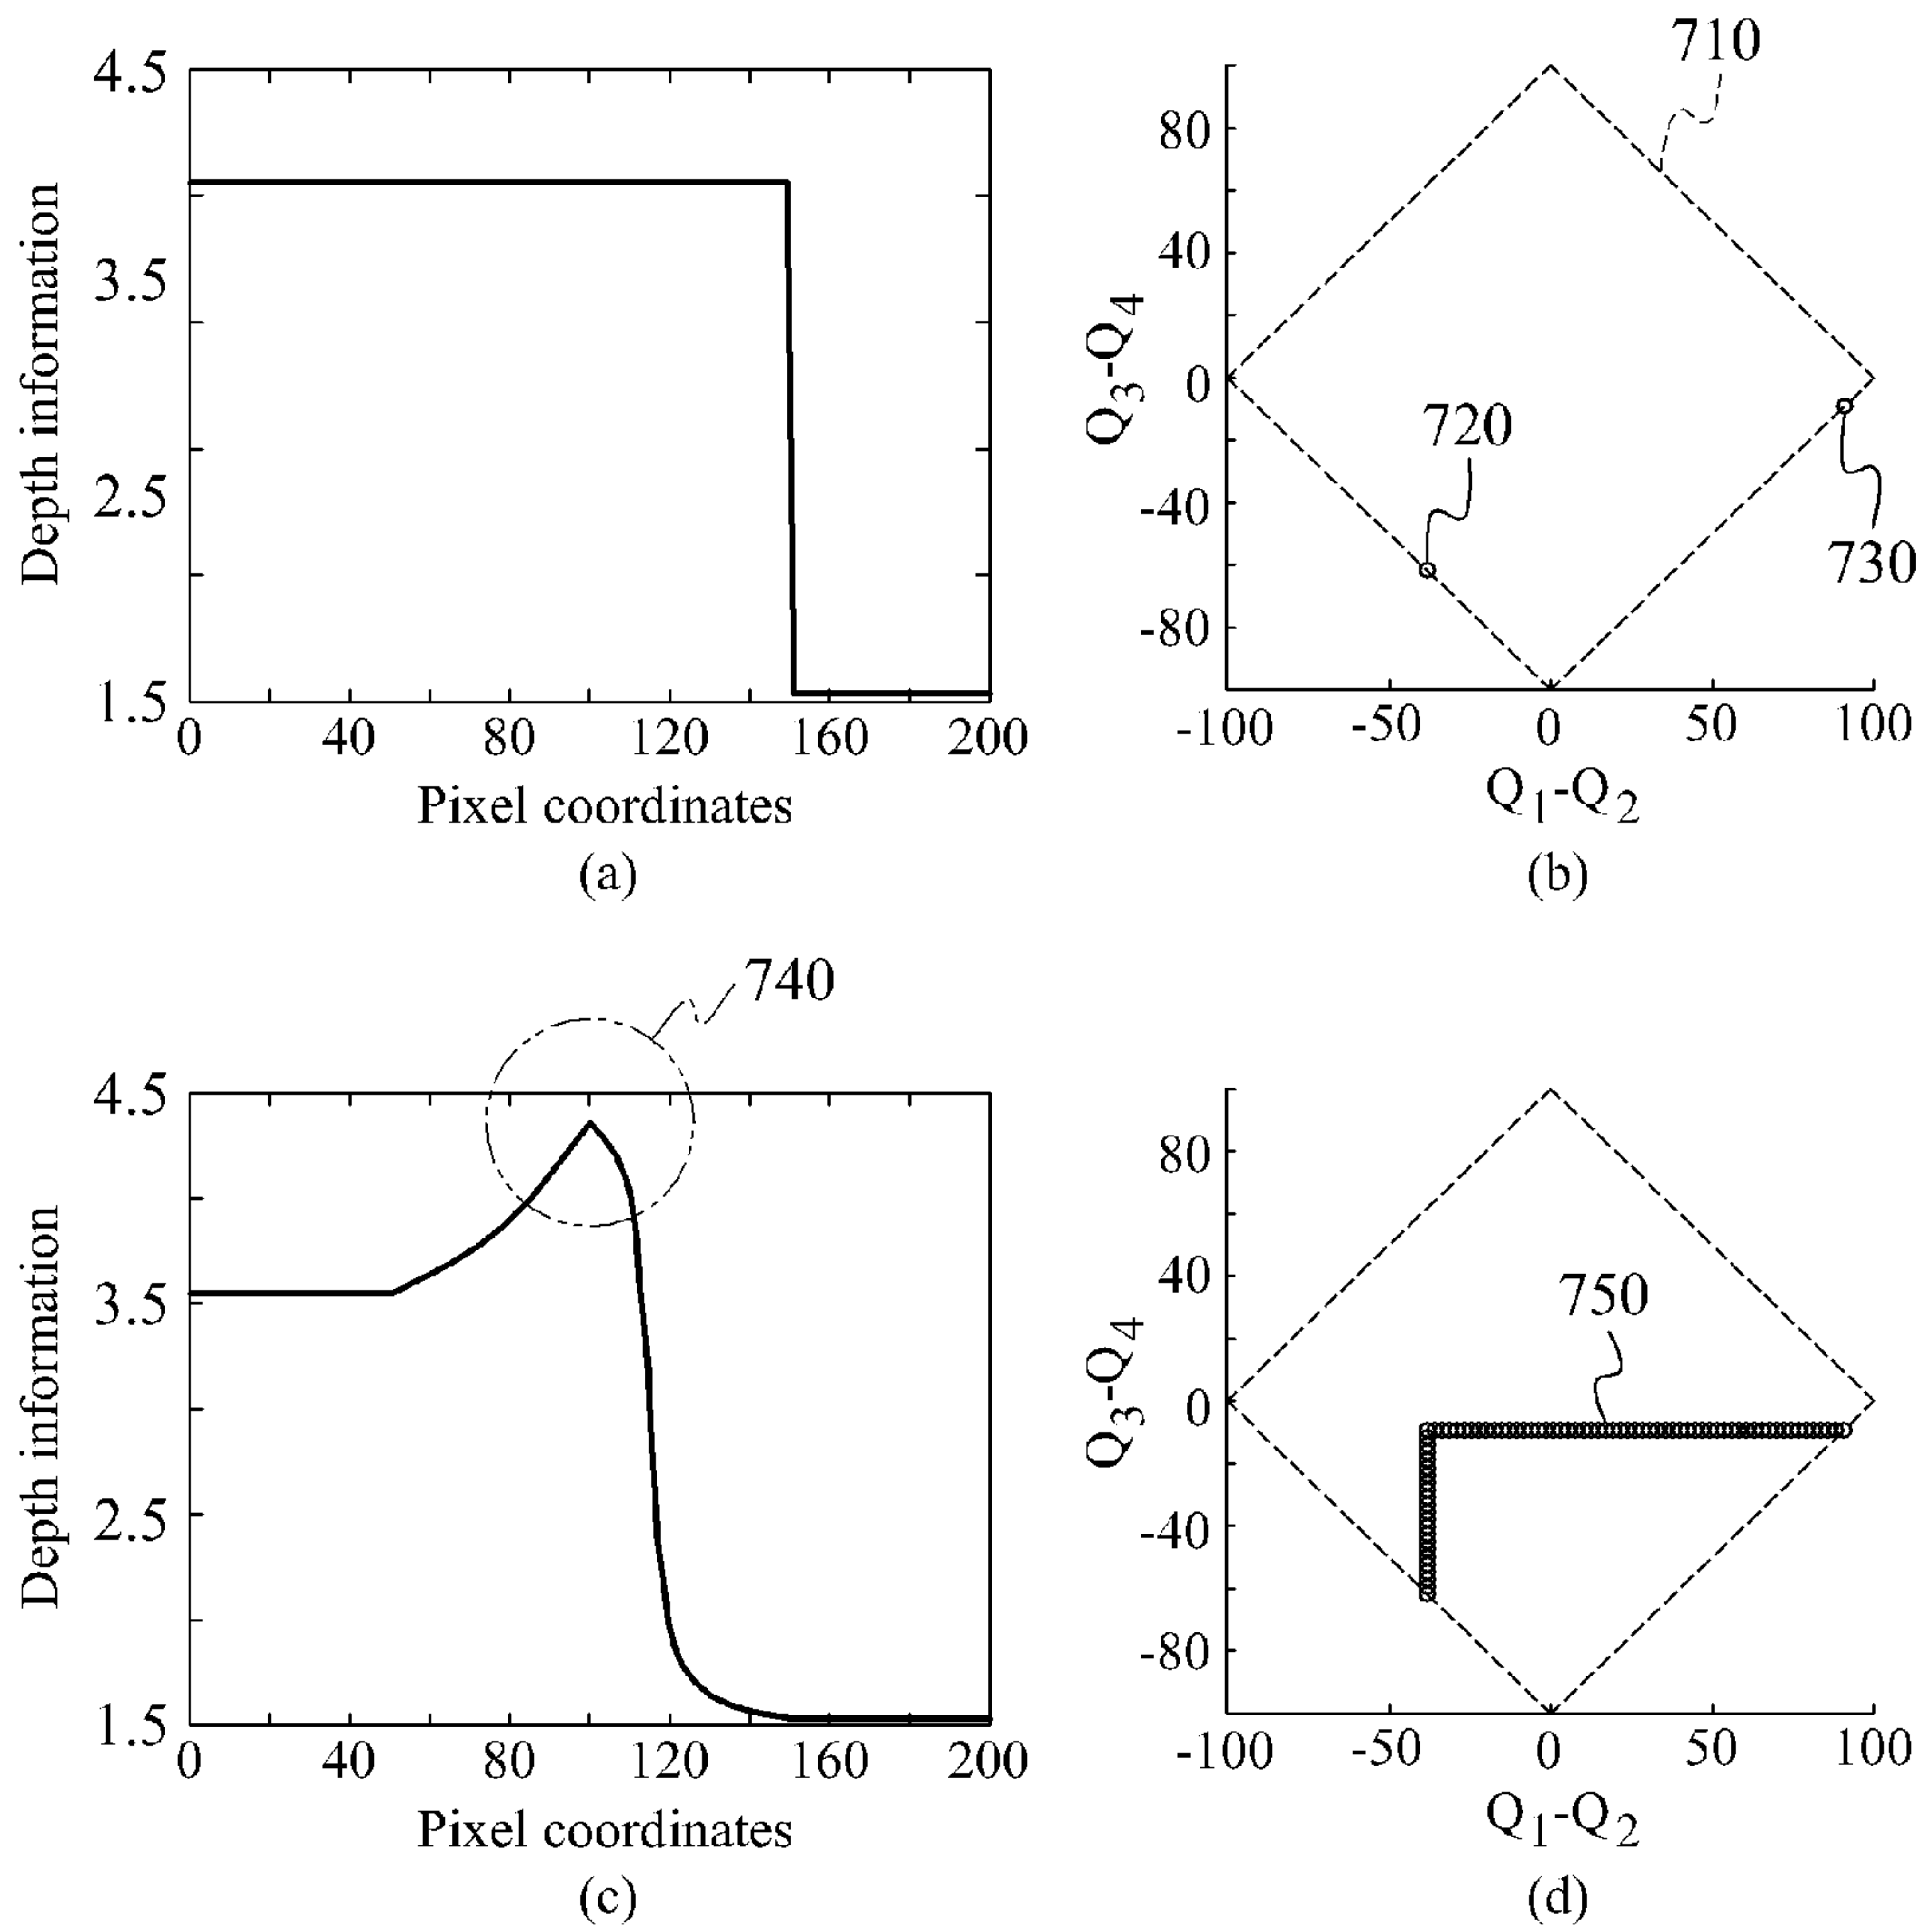 4.5
3.5
2.5
1.5
Depth information
0 40 80 120 160 200
Pixel coordinates
(a)
710
80
40
0
-40
-80
Q3-Q4
720
730
-100 -50 0 50 100
Q1-Q2
(b)
740
4.5
3.5
2.5
1.5
Depth information
0 40 80 120 160 200
Pixel coordinates
(c)
80
40
0
-40
-80
Q3-Q4
750
-100 -50 0 50 100
Q1-Q2
(d)